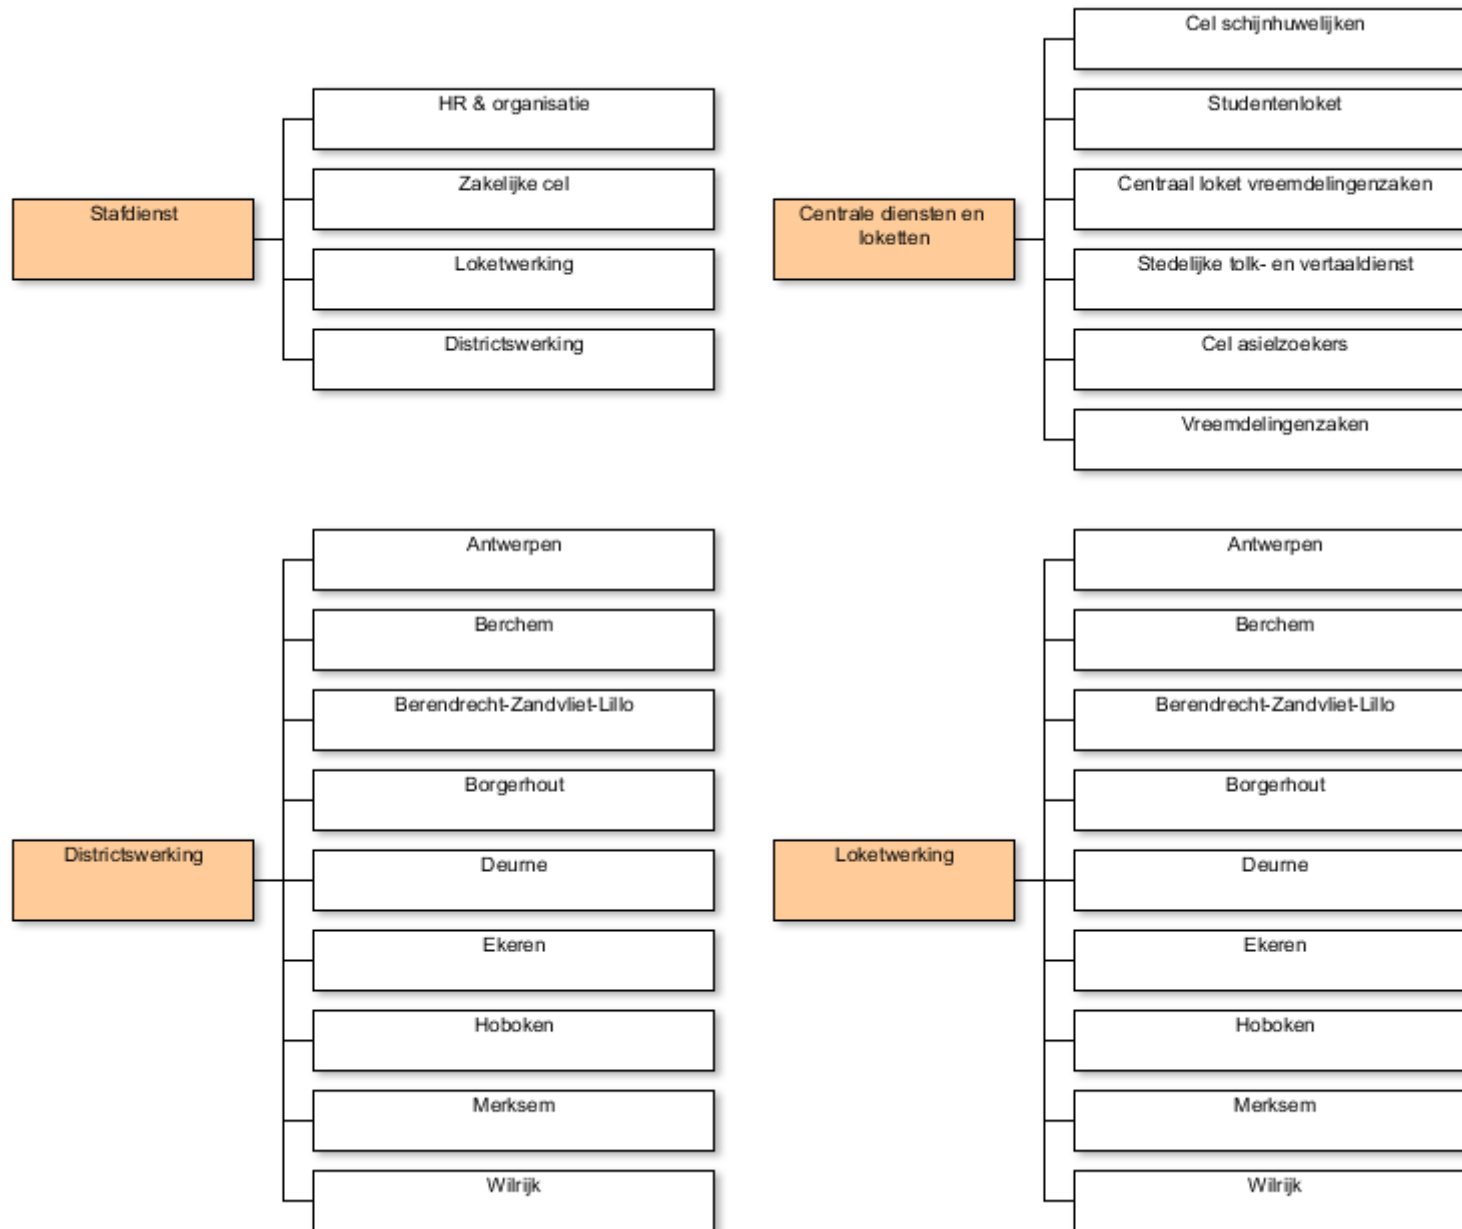 Stafdienst
HR & organisatie
Zakelijke cel
Loketwerking
Districtswerking
Centrale diensten en
loketten
Cel schijnhuwelijken
Studentenloket
Centraal loket vreemdelingenzaken
Stedelijke tolk- en vertaaldienst
Cel asielzoekers
Vreemdelingenzaken
Districtswerking
Antwerpen
Berchem
Berendrecht-Zandvliet-Lillo
Borgerhout
Deurne
Ekeren
Hoboken
Merksem
Wilrijk
Loketwerking
Antwerpen
Berchem
Berendrecht-Zandvliet-Lillo
Borgerhout
Deurne
Ekeren
Hoboken
Merksem
Wilrijk